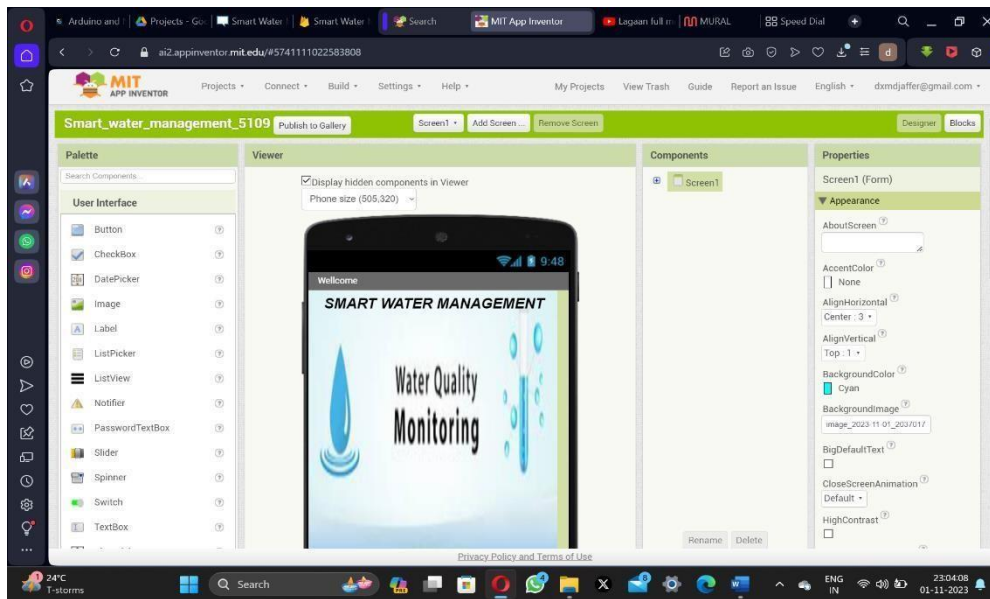 Arduino and
Projects - Goo
Smart Water
Smart Water
Search
MIT App Inventor
Lagaan full m
MURAL
Speed Dial
ai2.appinventor.mit.edu/#5741111022583808
d
MIT
APP INVENTOR
Projects
Connect
Build
Settings
Help
My Projects
View Trash
Guide
Report an Issue
English
dxmdjaffer@gmail.com
Smart_water_management_5109
Publish to Gallery
Screen1
Add Screen ...
Remove Screen
Designer
Blocks
Palette
Search Components...
User Interface
Button
CheckBox
DatePicker
Image
Label
ListPicker
ListView
Notifier
PasswordTextBox
Slider
Spinner
Switch
TextBox
Viewer
Display hidden components in Viewer
Phone size (505,320)
9:48
Wellcome
SMART WATER MANAGEMENT
Water Quality
Monitoring
Components
Screen1
Rename
Delete
Properties
Screen1 (Form)
Appearance
AboutScreen
AccentColor
None
AlignHorizontal
Center : 3
AlignVertical
Top : 1
BackgroundColor
Cyan
BackgroundImage
image_2023-11-01_2037017
BigDefaultText
CloseScreenAnimation
Default
HighContrast
Privacy Policy and Terms of Use
24°C
T-storms
Search
ENG
IN
23:04:08
01-11-2023